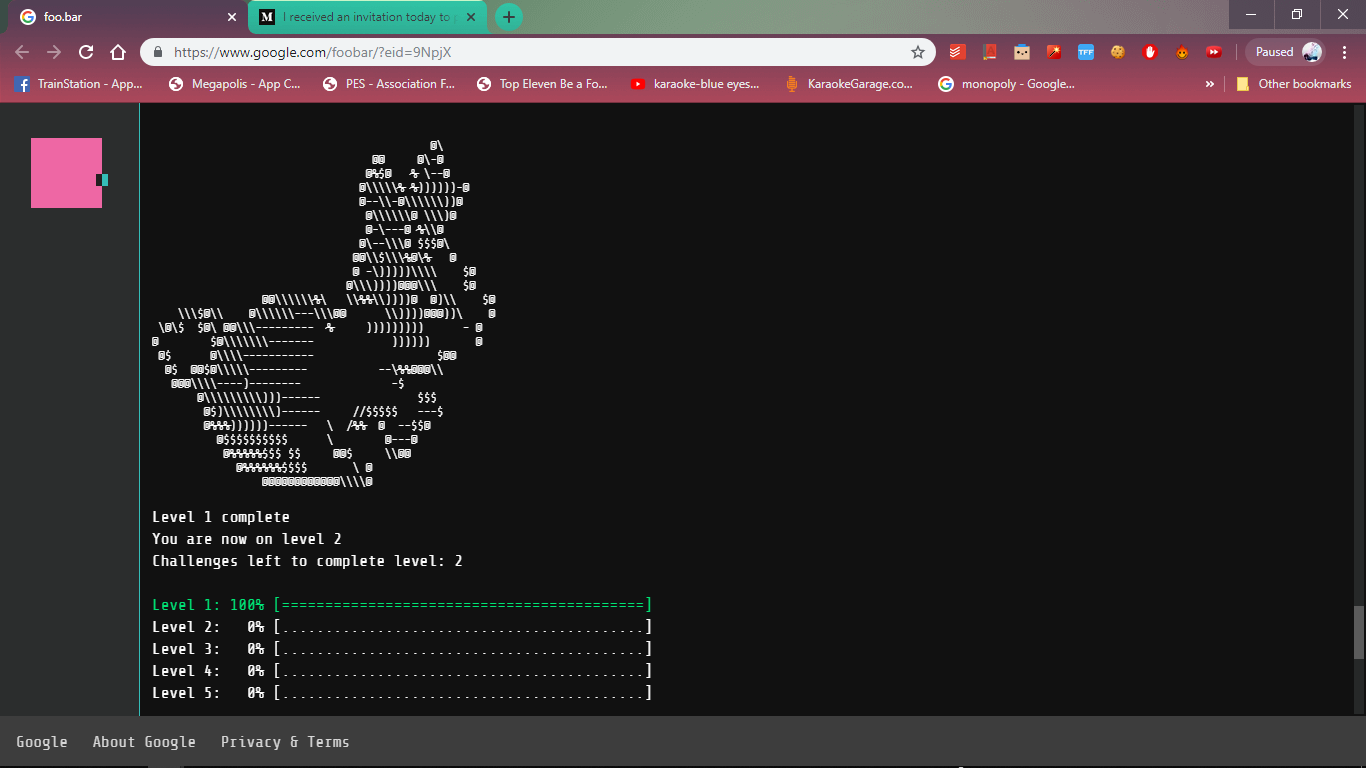 foo.bar
I received an invitation today to
https://www.google.com/foobar/?eid=9NpjX
Paused
TrainStation - App...
Megapolis - App C...
PES - Association F...
Top Eleven Be a Fo...
karaoke-blue eyes...
KaraokeGarage.co...
monopoly - Google...
Other bookmarks
Level 1 complete
You are now on level 2
Challenges left to complete level: 2
Level 1: 100% [==========================================]
Level 2: 0% [..........................................]
Level 3: 0% [..........................................]
Level 4: 0% [..........................................]
Level 5: 0% [..........................................]
Google About Google Privacy & Terms